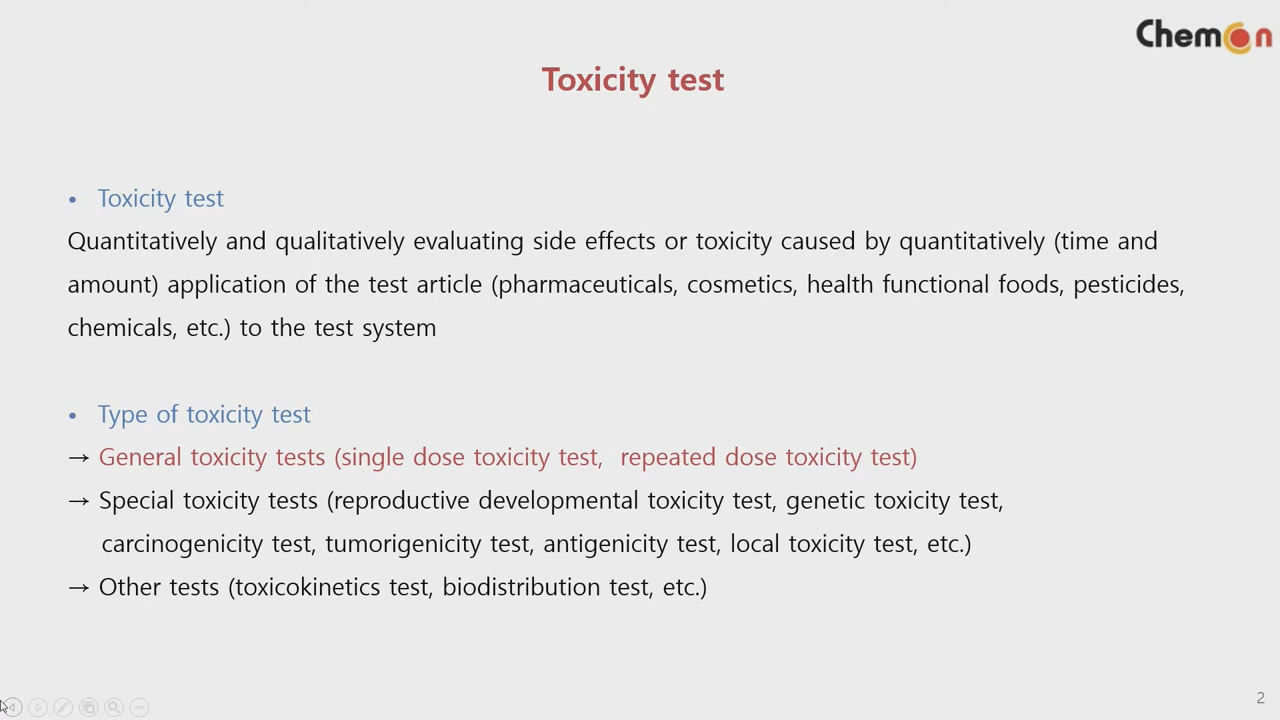 ChemOn
Toxicity test
• Toxicity test
Quantitatively and qualitatively evaluating side effects or toxicity caused by quantitatively (time and
amount) application of the test article (pharmaceuticals, cosmetics, health functional foods, pesticides,
chemicals, etc.) to the test system
• Type of toxicity test
→ General toxicity tests (single dose toxicity test,  repeated dose toxicity test)
→ Special toxicity tests (reproductive developmental toxicity test, genetic toxicity test,
carcinogenicity test, tumorigenicity test, antigenicity test, local toxicity test, etc.)
→ Other tests (toxicokinetics test, biodistribution test, etc.)
2